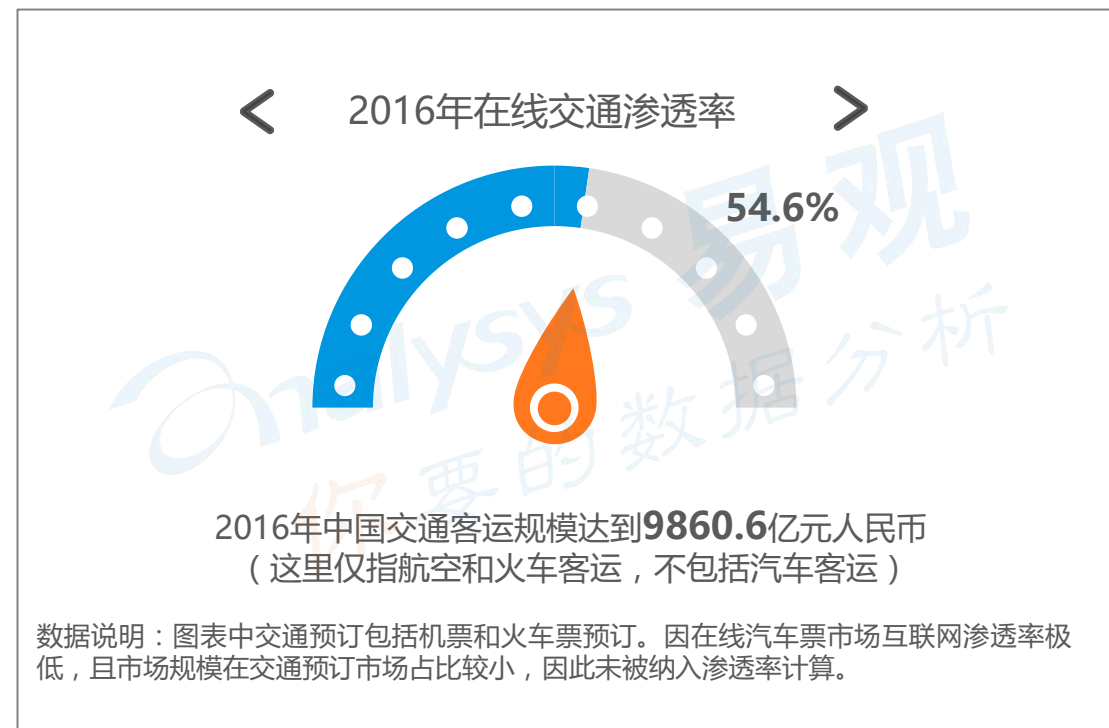 2016年在线交通渗透率
54.6%
analysys 易观
你要的数据分析
2016年中国交通客运规模达到9860.6亿元人民币
（这里仅指航空和火车客运，不包括汽车客运）
数据说明：图表中交通预订包括机票和火车票预订。因在线汽车票市场互联网渗透率极
低，且市场规模在交通预订市场占比较小，因此未被纳入渗透率计算。